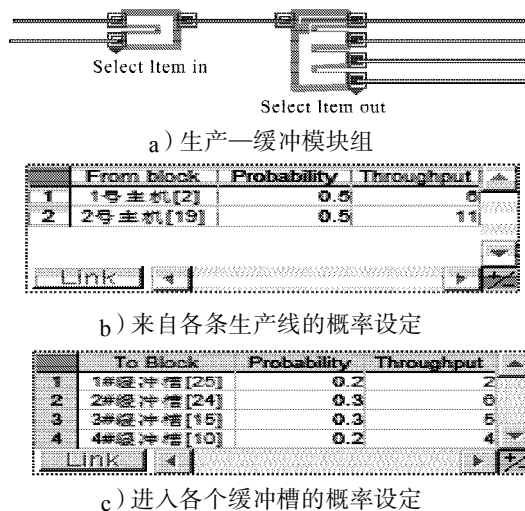 Select Item in
Select Item out
a）生产—缓冲模块组
From block Probability Throughput
1 1号主机[2] 0.5 6
2 2号主机[19] 0.5 11
Link
b）来自各条生产线的概率设定
To Block Probability Throughput
1 1#缓冲槽[25] 0.2 2
2 2#缓冲槽[24] 0.3 6
3 3#缓冲槽[15] 0.3 5
4 4#缓冲槽[10] 0.2 4
Link
c）进入各个缓冲槽的概率设定